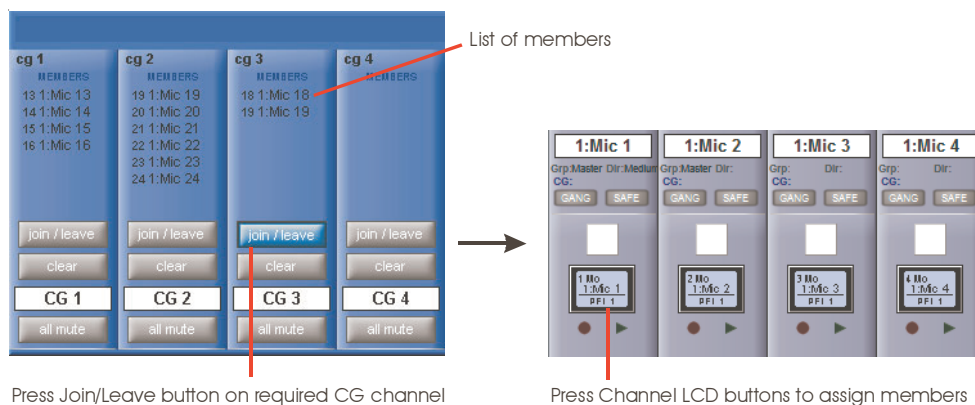 List of members
cg 1
MEMBERS
13 1:Mic 13
14 1:Mic 14
15 1:Mic 15
16 1:Mic 16
join / leave
clear
CG 1
all mute
cg 2
MEMBERS
19 1:Mic 19
20 1:Mic 20
21 1:Mic 21
22 1:Mic 22
23 1:Mic 23
24 1:Mic 24
join / leave
clear
CG 2
all mute
cg 3
MEMBERS
18 1:Mic 18
19 1:Mic 19
join / leave
clear
CG 3
all mute
cg 4
MEMBERS
join / leave
clear
CG 4
all mute
Press Join/Leave button on required CG channel
1:Mic 1
Grp:Master Dir:Medium
CG:
GANG SAFE
1 Mo
1:Mic 1
PFL 1
1:Mic 2
Grp:Master Dir:
CG:
GANG SAFE
2 Mo
1:Mic 2
PFL 1
1:Mic 3
Grp: Dir:
CG:
GANG SAFE
3 Mo
1:Mic 3
PFL 1
1:Mic 4
Grp: Dir:
CG:
GANG SAFE
4 Mo
1:Mic 4
PFL 1
Press Channel LCD buttons to assign members